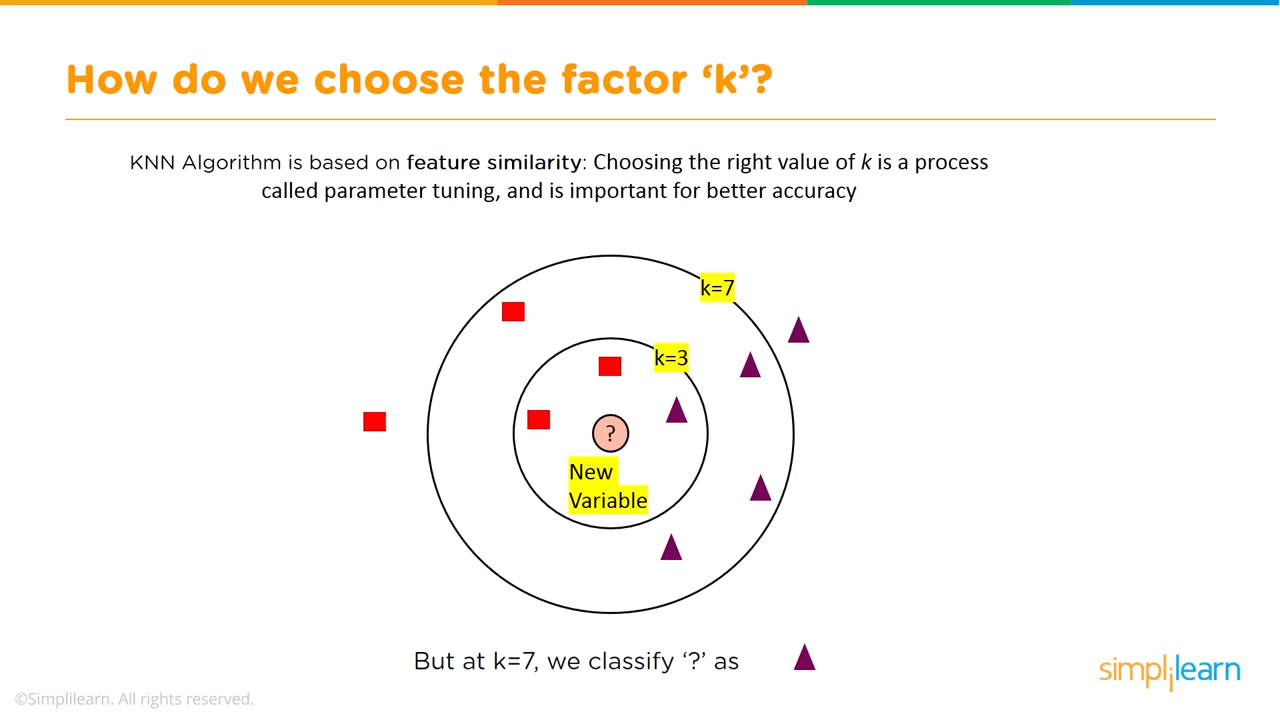 How do we choose the factor ‘k’?
KNN Algorithm is based on feature similarity: Choosing the right value of k is a process
called parameter tuning, and is important for better accuracy
k=7
k=3
?
New
Variable
But at k=7, we classify ‘?’ as
simplilearn
©Simplilearn. All rights reserved.